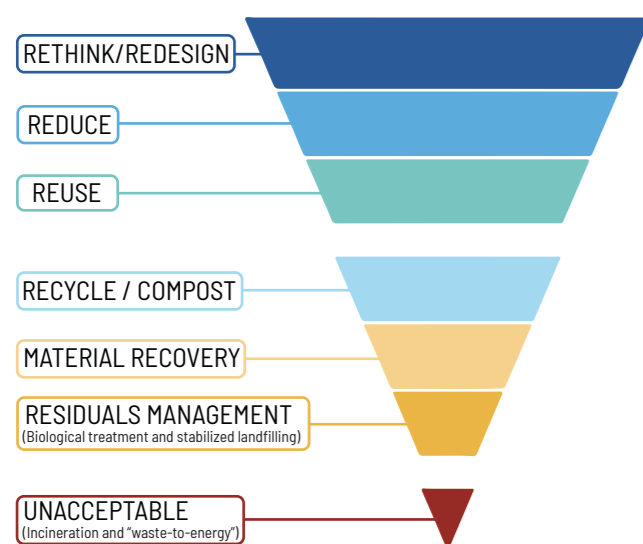 RETHINK/REDESIGN
REDUCE
REUSE
RECYCLE / COMPOST
MATERIAL RECOVERY
RESIDUALS MANAGEMENT
(Biological treatment and stabilized landfilling)
UNACCEPTABLE
(Incineration and “waste-to-energy”)